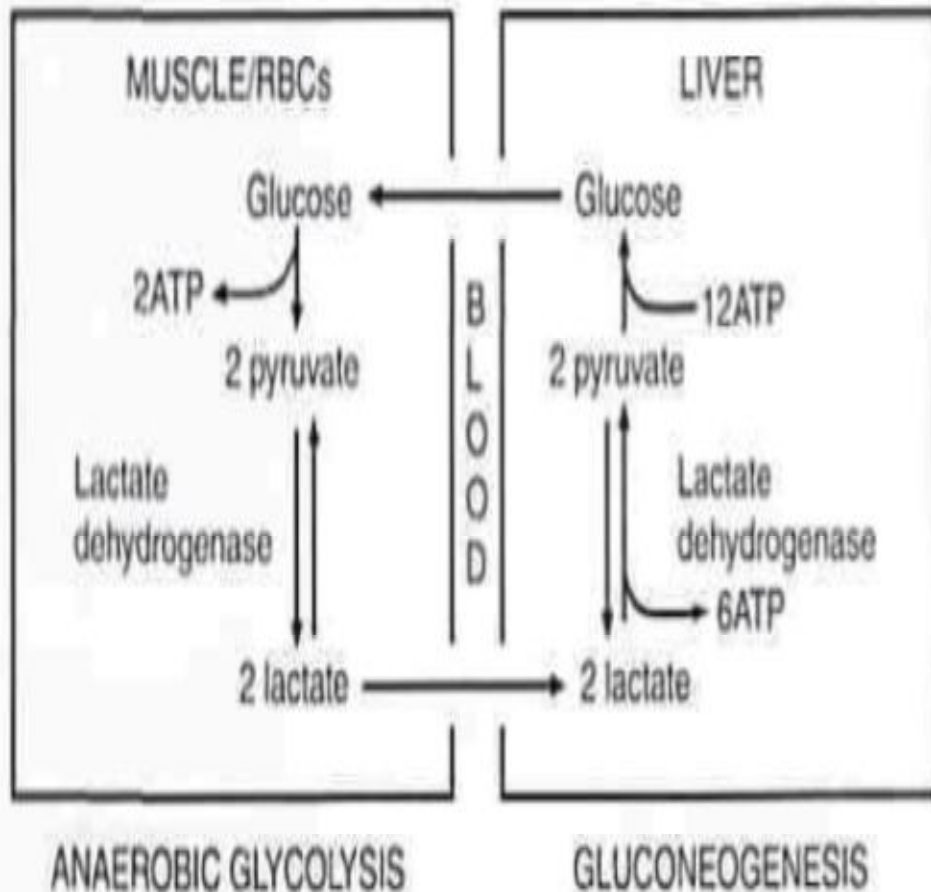 MUSCLE/RBCs
Glucose
2ATP
2 pyruvate
Lactate
dehydrogenase
2 lactate
BLOOD
LIVER
Glucose
12ATP
2 pyruvate
Lactate
dehydrogenase
6ATP
2 lactate
ANAEROBIC GLYCOLYSIS
GLUCONEOGENESIS